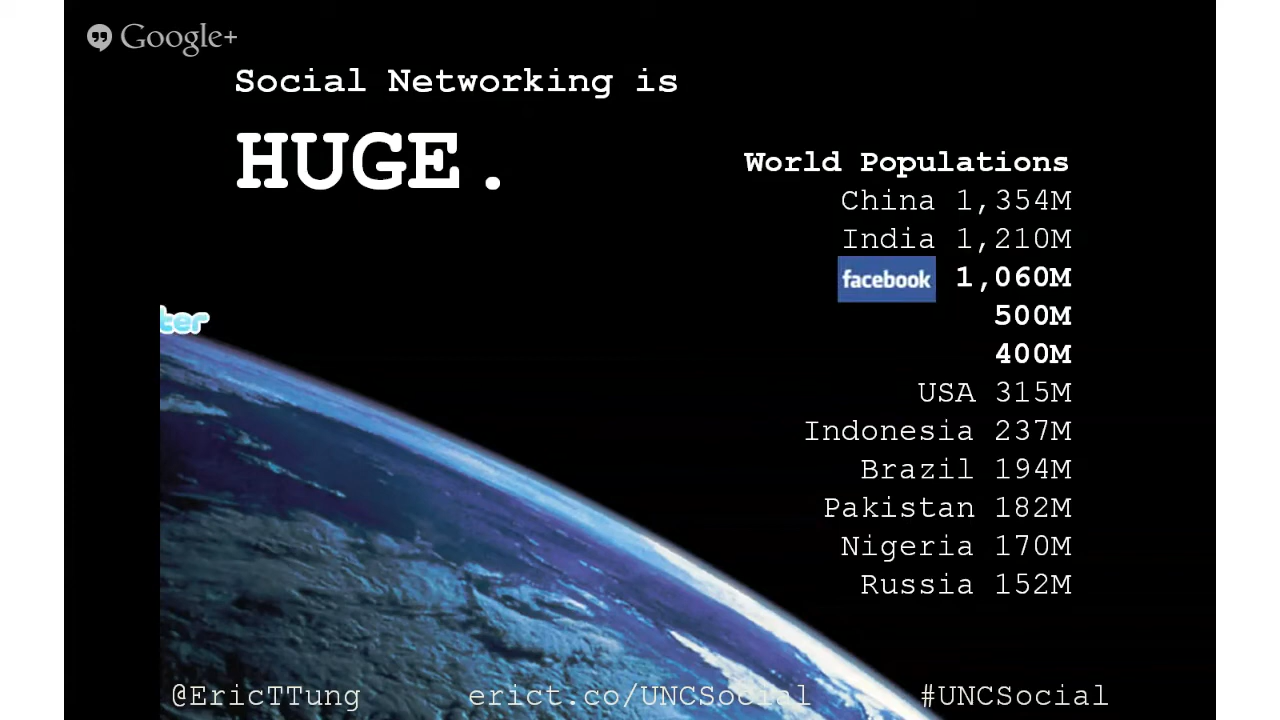 Google+
Social Networking is
HUGE.
World Populations
China 1,354M
India 1,210M
facebook 1,060M
500M
400M
USA 315M
Indonesia 237M
Brazil 194M
Pakistan 182M
Nigeria 170M
Russia 152M
ter
@EricTTung erict.co/UNCSocial #UNCSocial